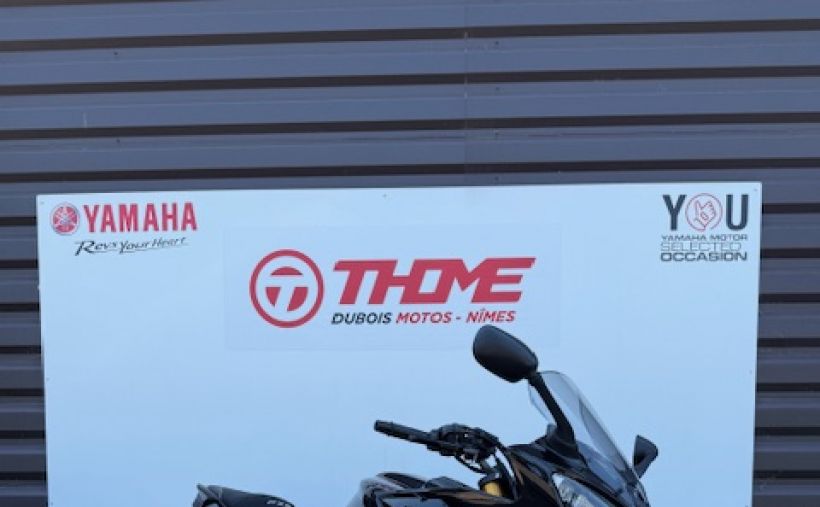 YAMAHA
Revs Your Heart
YOU
YAMAHA MOTOR
SELECTED
OCCASION
THOME
DUBOIS MOTOS - NÎMES